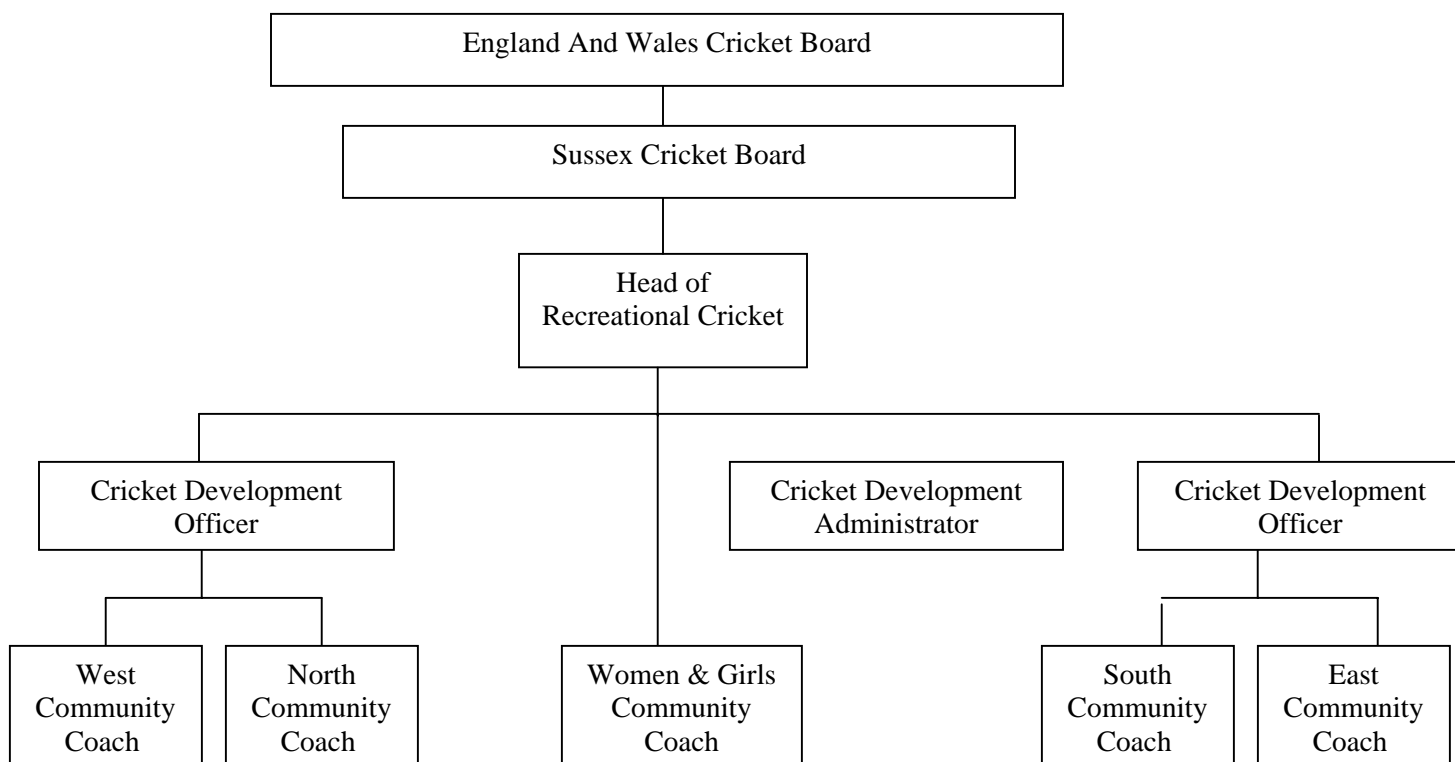 England And Wales Cricket Board
Sussex Cricket Board
Head of
Recreational Cricket
Cricket Development
Officer
Cricket Development
Administrator
Cricket Development
Officer
West
Community
Coach
North
Community
Coach
Women & Girls
Community
Coach
South
Community
Coach
East
Community
Coach